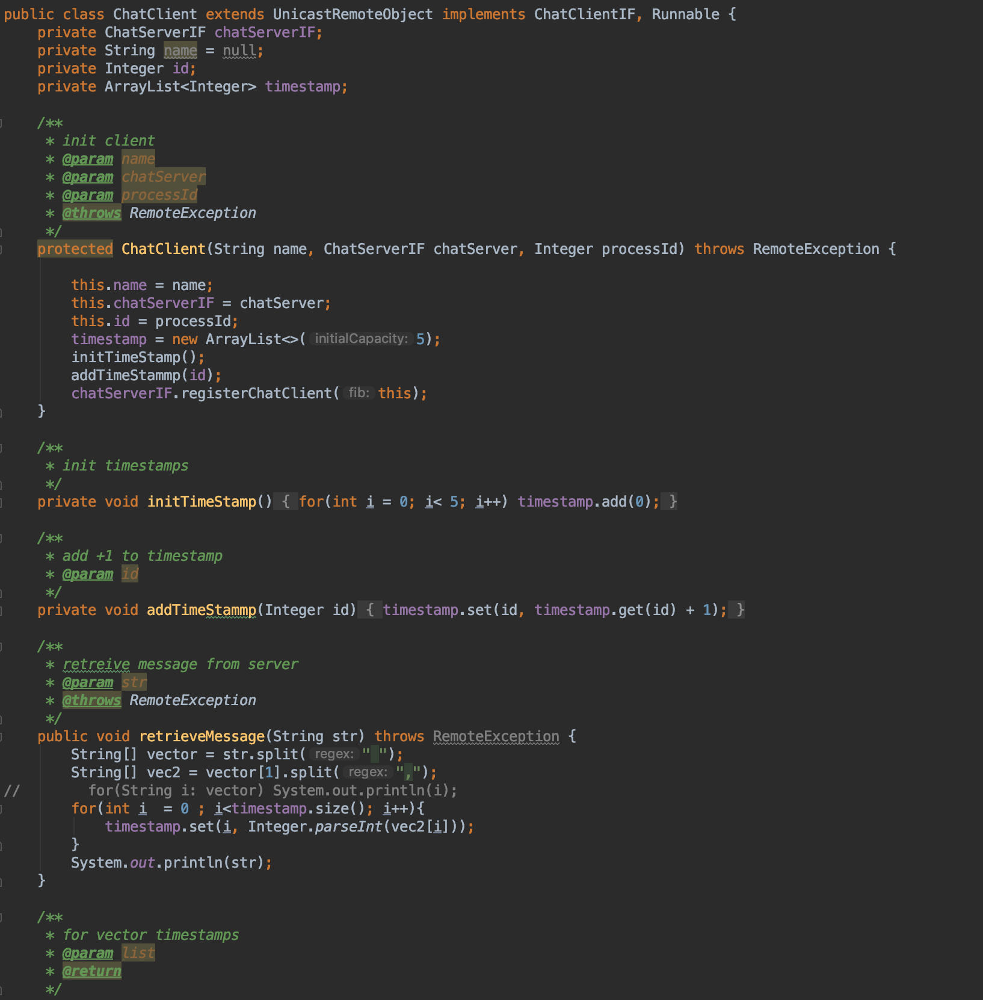 public class ChatClient extends UnicastRemoteObject implements ChatClientIF, Runnable {
    private ChatServerIF chatServerIF;
    private String name = null;
    private Integer id;
    private ArrayList<Integer> timestamp;

    /**
     * init client
     * @param name
     * @param chatServer
     * @param processId
     * @throws RemoteException
     */
    protected ChatClient(String name, ChatServerIF chatServer, Integer processId) throws RemoteException {

        this.name = name;
        this.chatServerIF = chatServer;
        this.id = processId;
        timestamp = new ArrayList<>( initialCapacity: 5);
        initTimeStamp();
        addTimeStammp(id);
        chatServerIF.registerChatClient( fib: this);
    }

    /**
     * init timestamps
     */
    private void initTimeStamp() { for(int i = 0; i< 5; i++) timestamp.add(0); }

    /**
     * add +1 to timestamp
     * @param id
     */
    private void addTimeStammp(Integer id) { timestamp.set(id, timestamp.get(id) + 1); }

    /**
     * retreive message from server
     * @param str
     * @throws RemoteException
     */
    public void retrieveMessage(String str) throws RemoteException {
        String[] vector = str.split( regex: " ");
        String[] vec2 = vector[1].split( regex: ",");
//        for(String i: vector) System.out.println(i);
        for(int i  = 0 ; i<timestamp.size(); i++){
            timestamp.set(i, Integer.parseInt(vec2[i]));
        }
        System.out.println(str);
    }

    /**
     * for vector timestamps
     * @param list
     * @return
     */